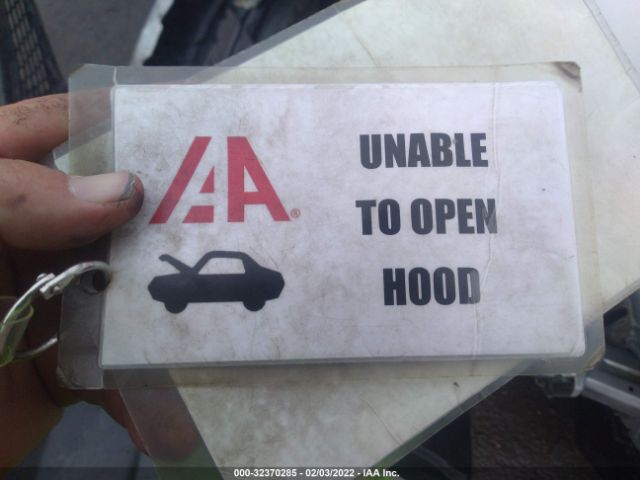 IAA®
UNABLE
TO OPEN
HOOD
000-32370285 - 02/03/2022 - IAA Inc.